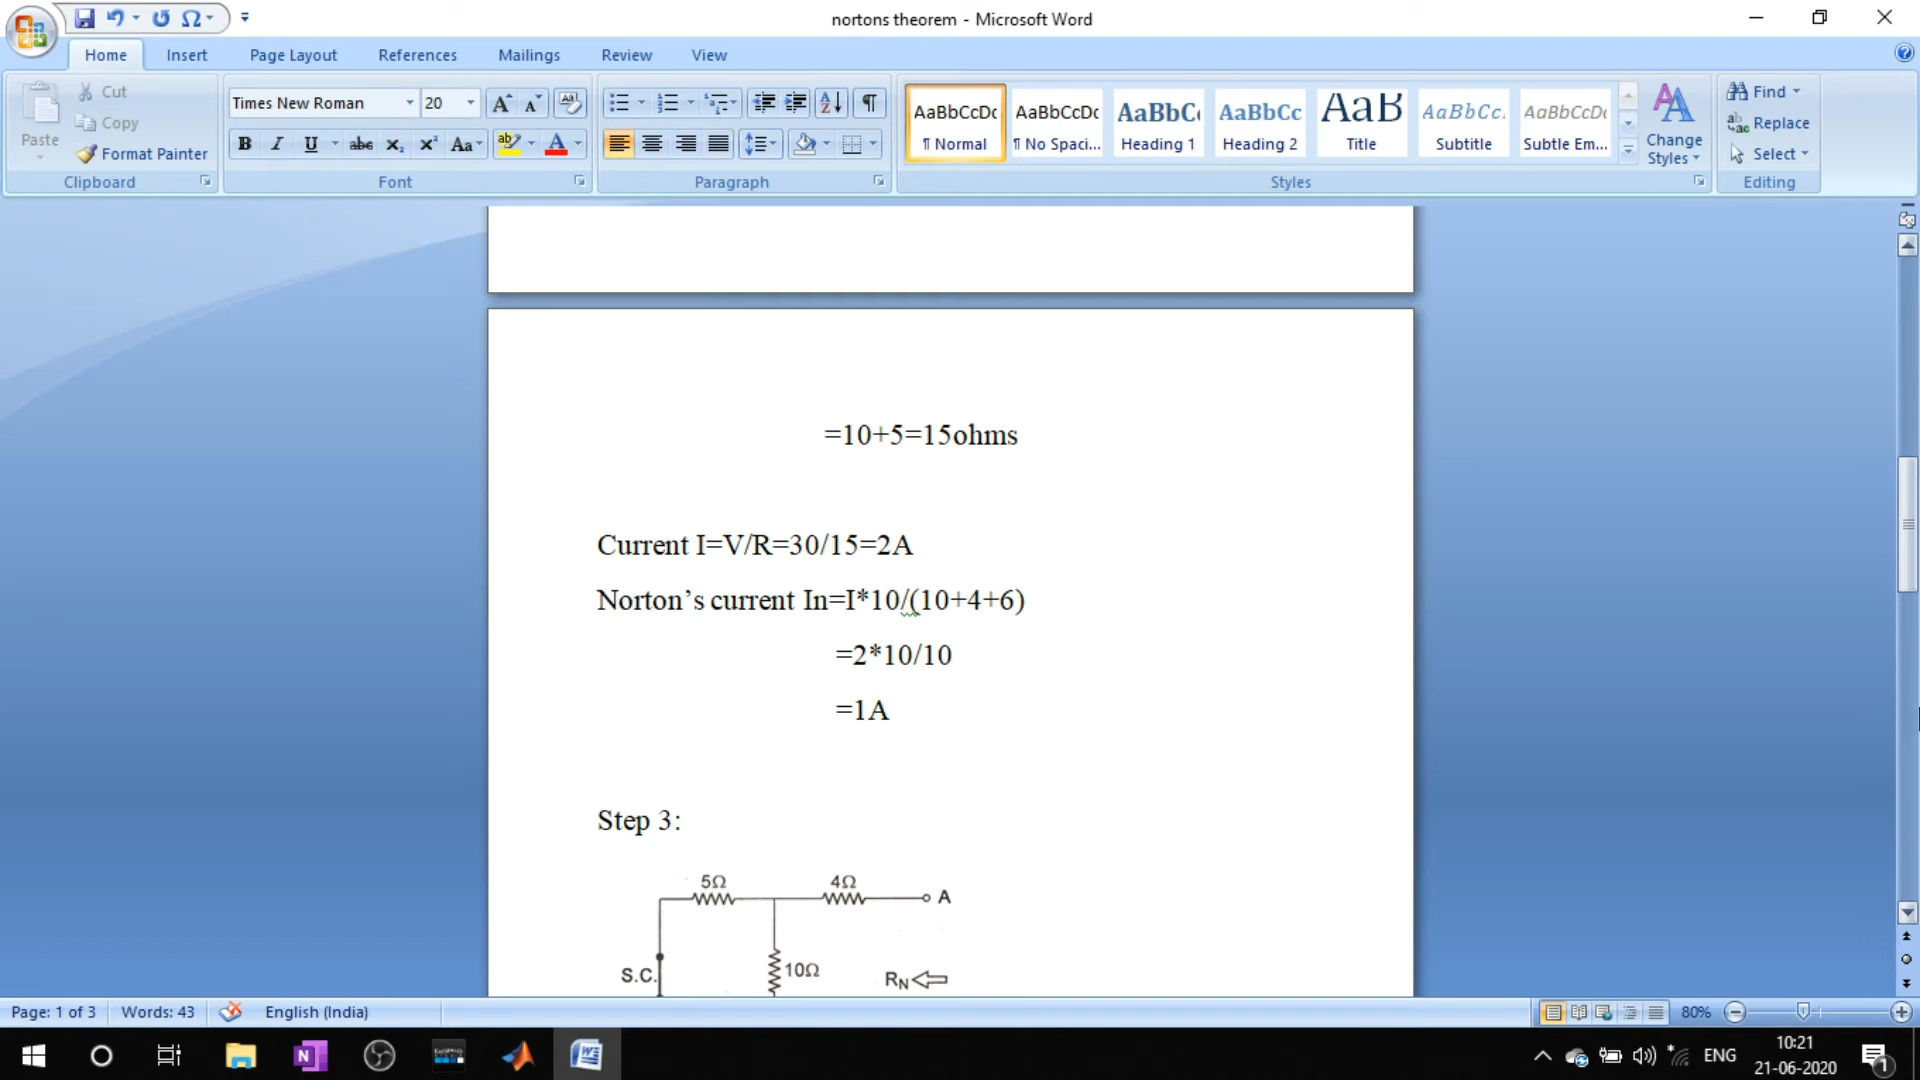 nortons theorem - Microsoft Word
Home Insert Page Layout References Mailings Review View
Paste
Cut
Copy
Format Painter
Clipboard
Times New Roman 20
Font
Paragraph
AaBbCcDc AaBbCcDc AaBbC AaBbCc AaB AaBbCc. AaBbCcDc
¶ Normal ¶ No Spaci... Heading 1 Heading 2 Title Subtitle Subtle Em...
Change Styles
Styles
Find
Replace
Select
Editing
=10+5=15ohms
Current I=V/R=30/15=2A
Norton’s current In=I*10/(10+4+6)
=2*10/10
=1A
Step 3:
5Ω 4Ω
A
S.C. 10Ω RN
Page: 1 of 3 Words: 43 English (India) 80%
ENG
10:21
21-06-2020
1